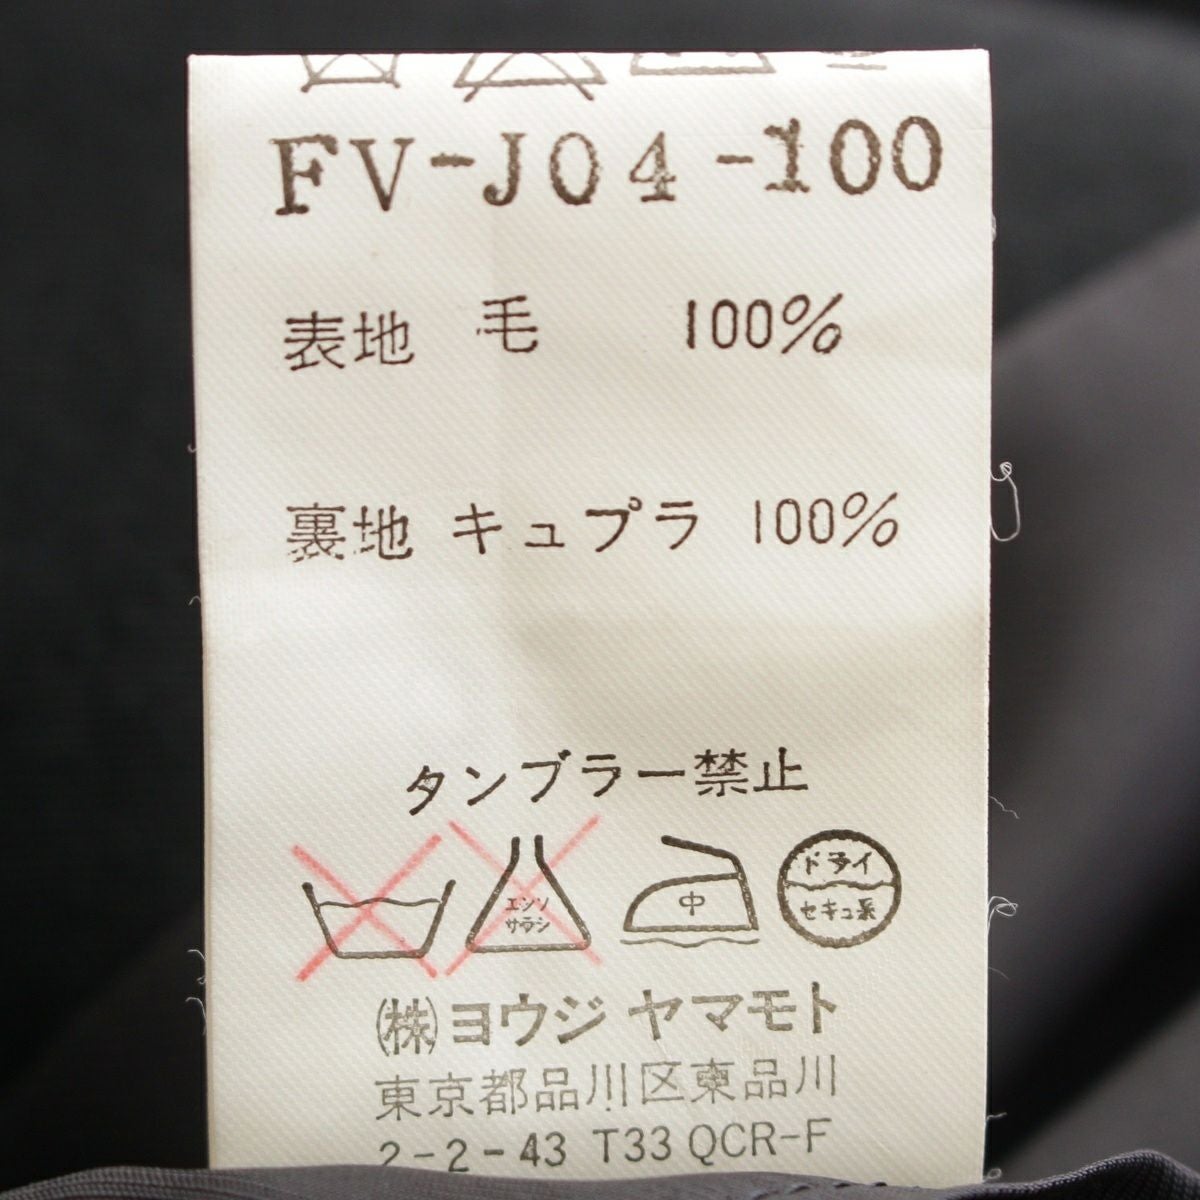 FV-J04-100
表地 毛 100%
裏地 キュプラ 100%
タンブラー禁止
エンソ
サラシ
中
ドライ
セキユ系
(株)ヨウジ ヤマモト
東京都品川区東品川
2-2-43 T33 QCR-F